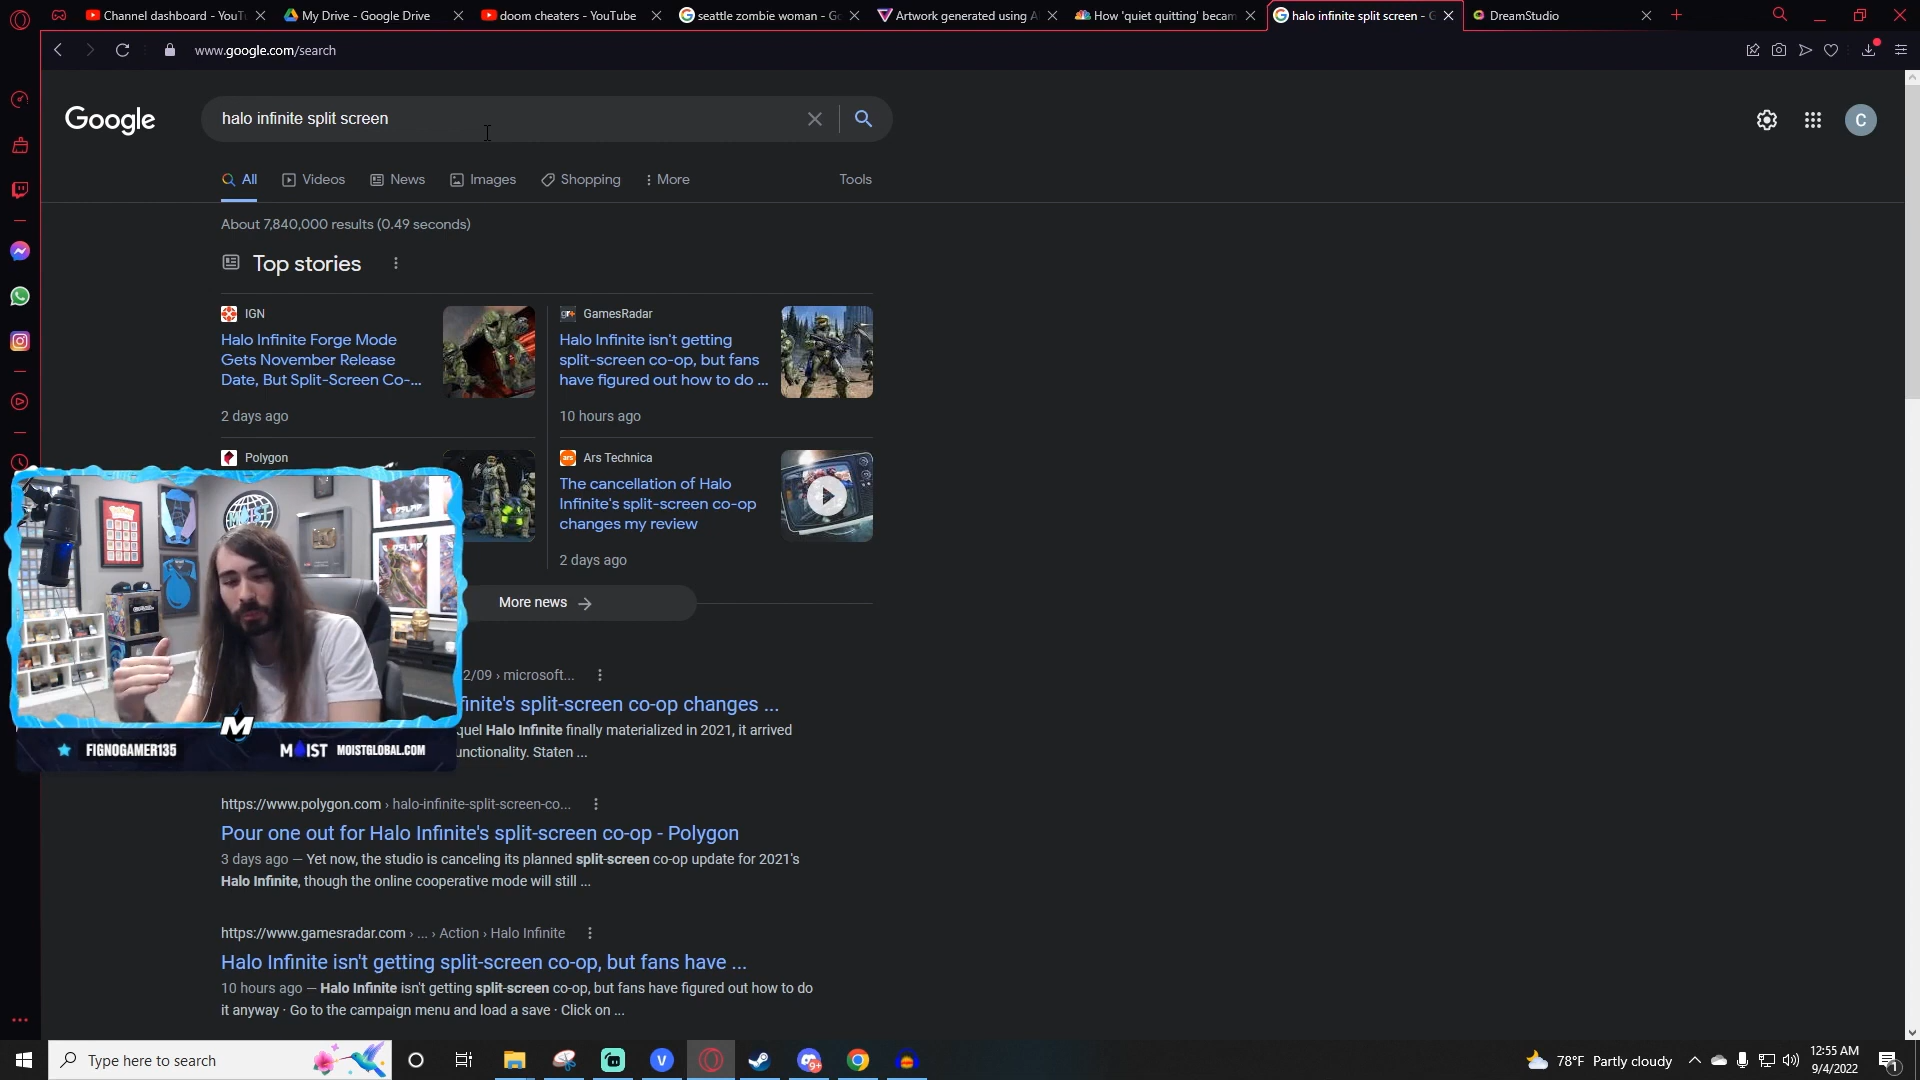 Channel dashboard - YouT
My Drive - Google Drive
doom cheaters - YouTube
seattle zombie woman - Go
Artwork generated using A
How 'quiet quitting' becam
halo infinite split screen - G
DreamStudio
www.google.com/search
Google
halo infinite split screen
C
All
Videos
News
Images
Shopping
More
Tools
About 7,840,000 results (0.49 seconds)
Top stories
IGN
Halo Infinite Forge Mode
Gets November Release
Date, But Split-Screen Co-...
2 days ago
gr+ GamesRadar
Halo Infinite isn't getting
split-screen co-op, but fans
have figured out how to do ...
10 hours ago
Polygon
ars Ars Technica
The cancellation of Halo
Infinite's split-screen co-op
changes my review
2 days ago
More news
MOIST
2/09 › microsoft...
finite's split-screen co-op changes ...
quel Halo Infinite finally materialized in 2021, it arrived
unctionality. Staten ...
M
FIGNOGAMER135
MOIST MOISTGLOBAL.COM
https://www.polygon.com › halo-infinite-split-screen-co...
Pour one out for Halo Infinite's split-screen co-op - Polygon
3 days ago — Yet now, the studio is canceling its planned split-screen co-op update for 2021's
Halo Infinite, though the online cooperative mode will still ...
https://www.gamesradar.com › ... › Action › Halo Infinite
Halo Infinite isn't getting split-screen co-op, but fans have ...
10 hours ago — Halo Infinite isn't getting split-screen co-op, but fans have figured out how to do
it anyway · Go to the campaign menu and load a save · Click on ...
Type here to search
V
9+
78°F Partly cloudy
12:55 AM
9/4/2022
1